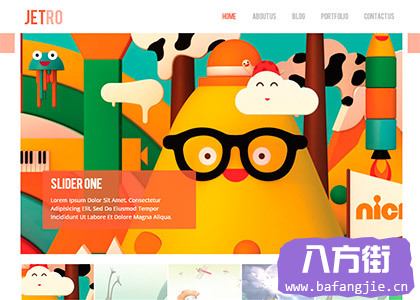 JETRO
HOME ABOUTUS BLOG PORTFOLIO CONTACTUS
SLIDER ONE
Lorem Ipsum Dolor Sit Amet, Consectetur
Adipisicing Elit, Sed Do Eiusmod Tempor
Incididunt Ut Labore Et Dolore Magna Aliqua.
nic
八方街
www.bafangjie.cn